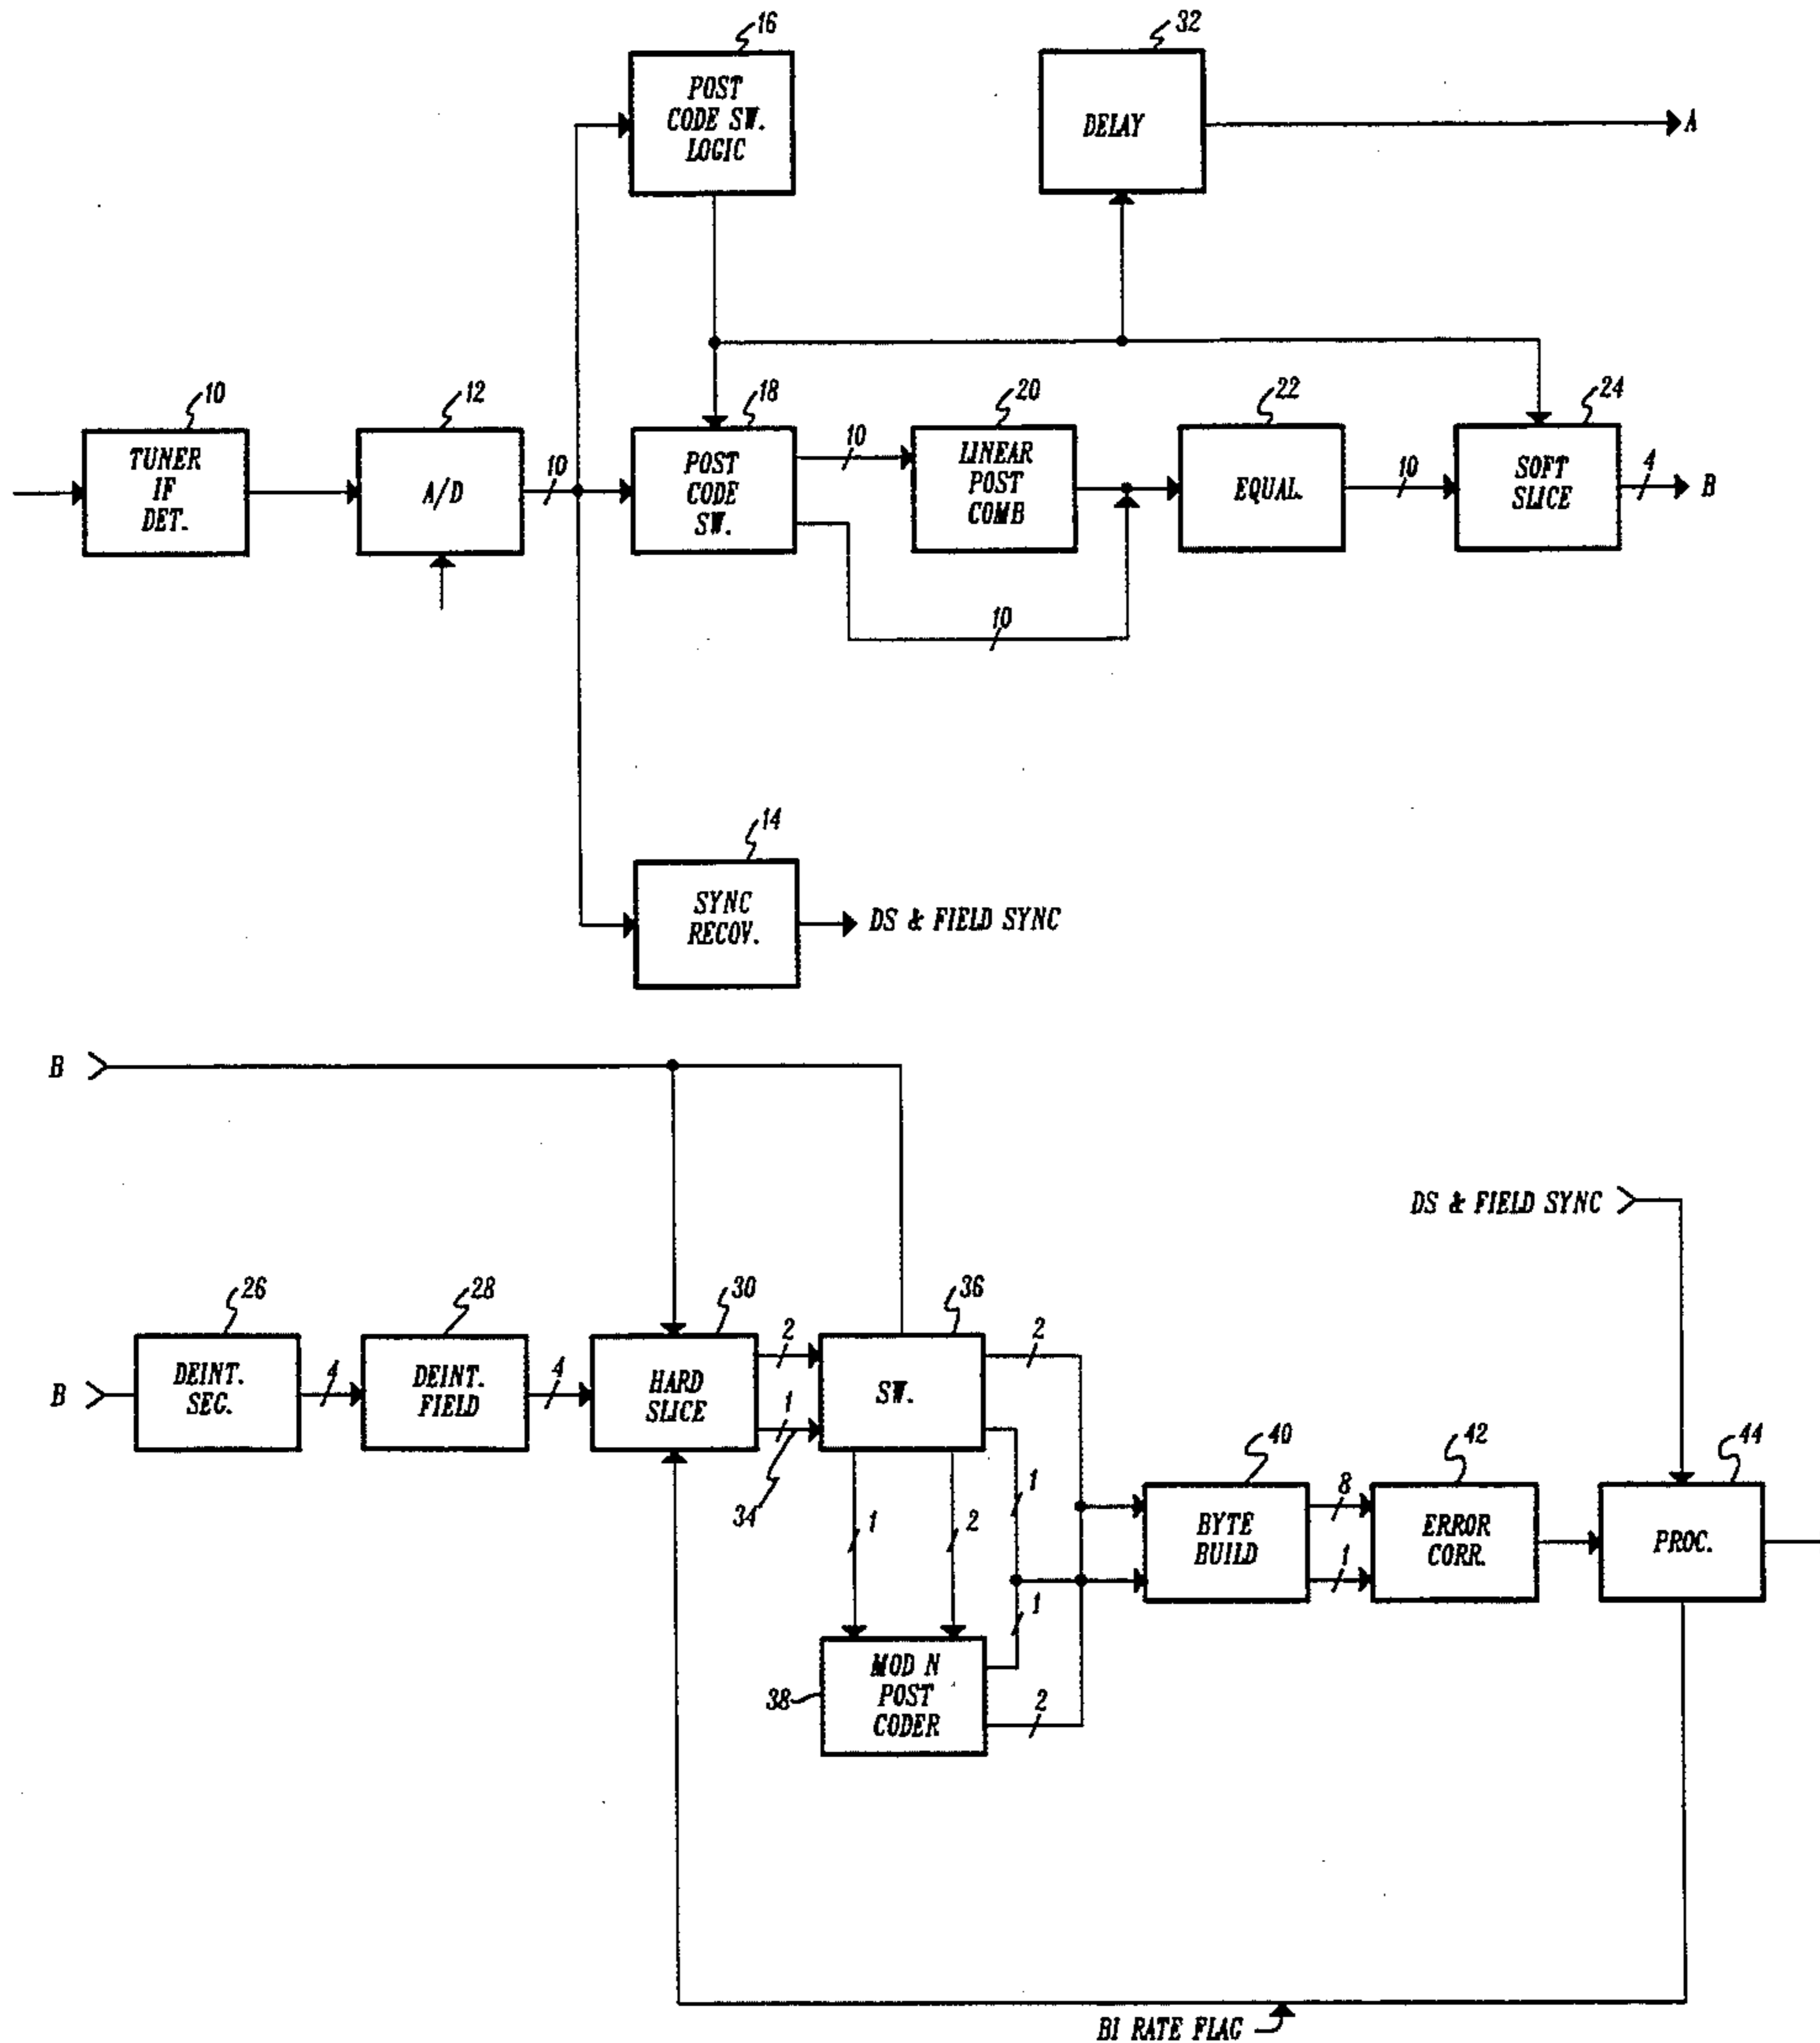 16
POST
CODE SW.
LOGIC
32
DELAY
A
10
TUNER
IF
DET.
12
A/D
10
18
POST
CODE
SW.
10
10
20
LINEAR
POST
COMB
22
EQUAL.
10
24
SOFT
SLICE
4
B
14
SYNC
RECOV.
DS & FIELD SYNC
B
DS & FIELD SYNC
B
26
DEINT.
SEG.
4
28
DEINT.
FIELD
4
30
HARD
SLICE
2
1
34
36
SW.
2
1
1
2
1
2
38
MOD N
POST
CODER
40
BYTE
BUILD
8
1
42
ERROR
CORR.
44
PROC.
BI RATE FLAG